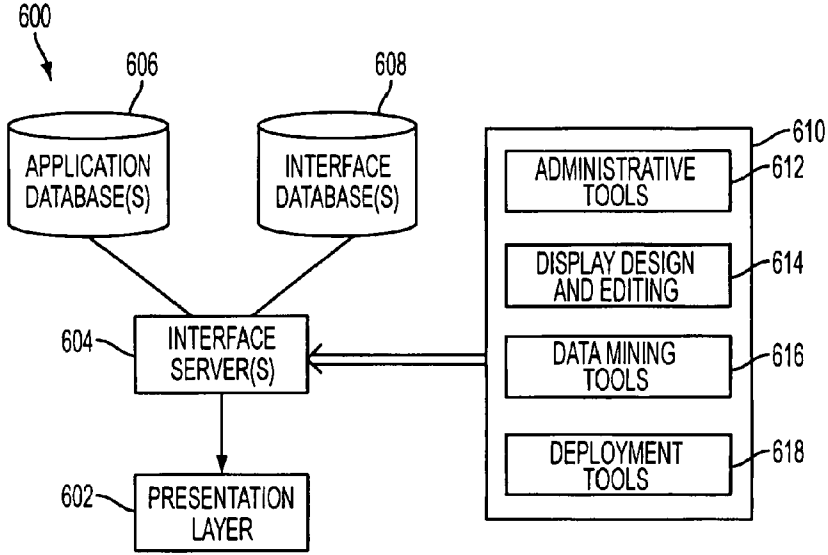 600
606
608
APPLICATION
DATABASE(S)
INTERFACE
DATABASE(S)
610
ADMINISTRATIVE
TOOLS
612
DISPLAY DESIGN
AND EDITING
614
604
INTERFACE
SERVER(S)
DATA MINING
TOOLS
616
DEPLOYMENT
TOOLS
618
602
PRESENTATION
LAYER